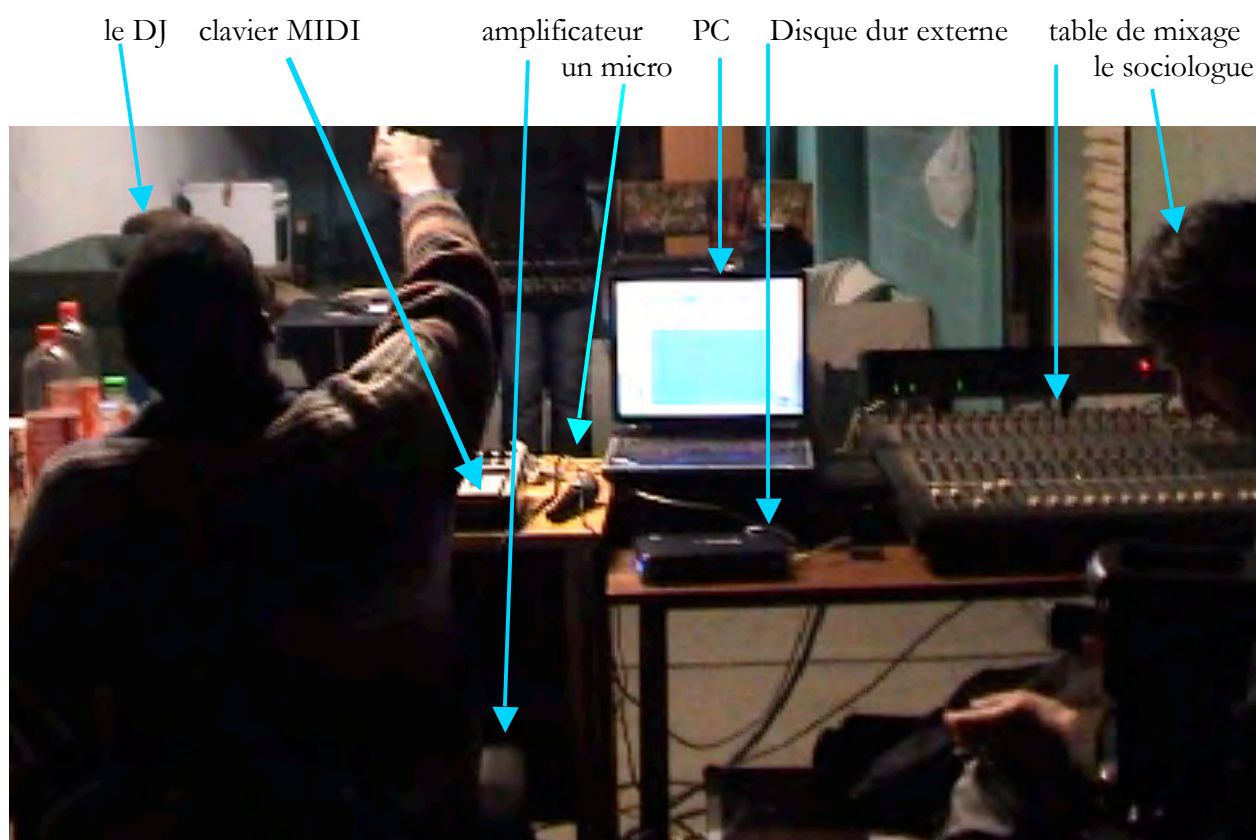 le DJ clavier MIDI amplificateur PC Disque dur externe table de mixage
un micro le sociologue